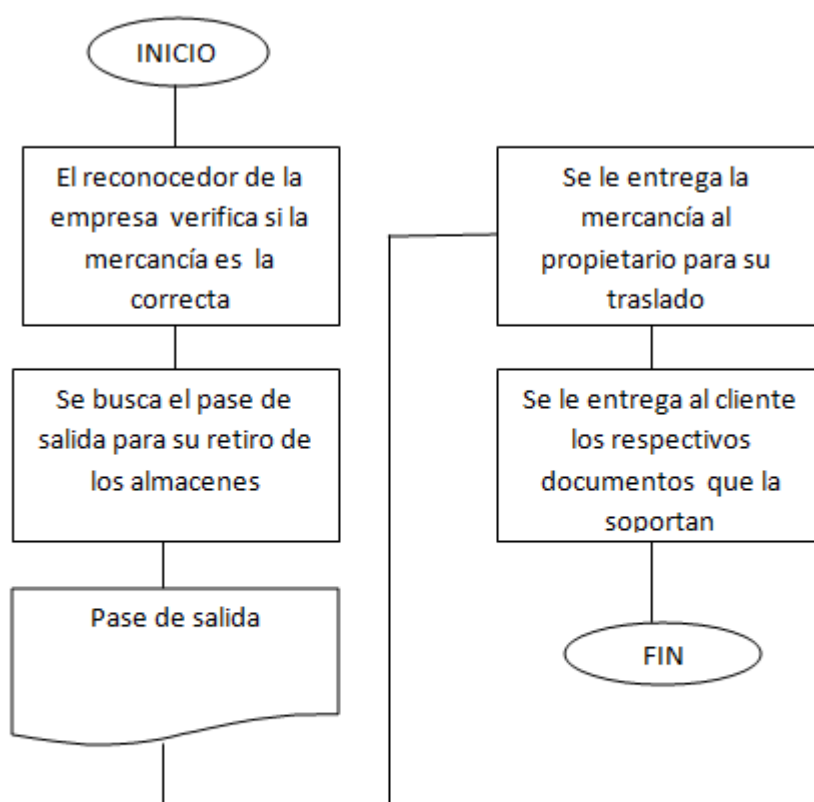 INICIO
El reconocedor de la
empresa verifica si la
mercancía es la
correcta
Se busca el pase de
salida para su retiro de
los almacenes
Pase de salida
Se le entrega la
mercancía al
propietario para su
traslado
Se le entrega al cliente
los respectivos
documentos que la
soportan
FIN